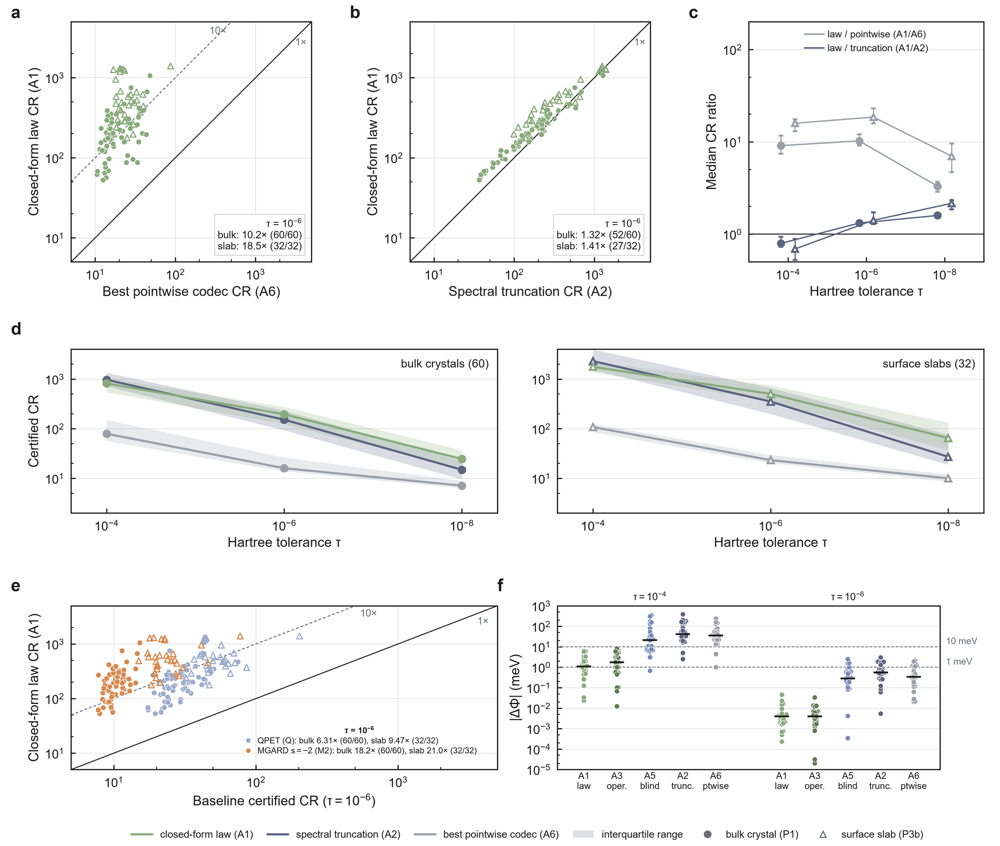 a
10×
1×
10³
10²
10¹
Closed-form law CR (A1)
τ = 10⁻⁶
bulk: 10.2× (60/60)
slab: 18.5× (32/32)
10¹ 10² 10³
Best pointwise codec CR (A6)
b
1×
10³
10²
10¹
Closed-form law CR (A1)
τ = 10⁻⁶
bulk: 1.32× (52/60)
slab: 1.41× (27/32)
10¹ 10² 10³
Spectral truncation CR (A2)
c
law / pointwise (A1/A6)
law / truncation (A1/A2)
10²
10¹
10⁰
Median CR ratio
10⁻⁴ 10⁻⁶ 10⁻⁸
Hartree tolerance τ
d
bulk crystals (60)
10³
10²
10¹
Certified CR
10⁻⁴ 10⁻⁶ 10⁻⁸
Hartree tolerance τ
surface slabs (32)
10³
10²
10¹
10⁻⁴ 10⁻⁶ 10⁻⁸
Hartree tolerance τ
e
10×
1×
10³
10²
10¹
Closed-form law CR (A1)
τ = 10⁻⁶
QPET (Q): bulk 6.31× (60/60), slab 9.47× (32/32)
MGARD s = −2 (M2): bulk 18.2× (60/60), slab 21.0× (32/32)
10¹ 10² 10³
Baseline certified CR (τ = 10⁻⁶)
f
τ = 10⁻⁴ τ = 10⁻⁶
10³
10²
10¹
10⁰
10⁻¹
10⁻²
10⁻³
10⁻⁴
10⁻⁵
|ΔΦ| (meV)
10 meV
1 meV
A1 A3 A5 A2 A6 A1 A3 A5 A2 A6
law oper. blind trunc. ptwise law oper. blind trunc. ptwise
closed-form law (A1) spectral truncation (A2) best pointwise codec (A6) interquartile range bulk crystal (P1) surface slab (P3b)